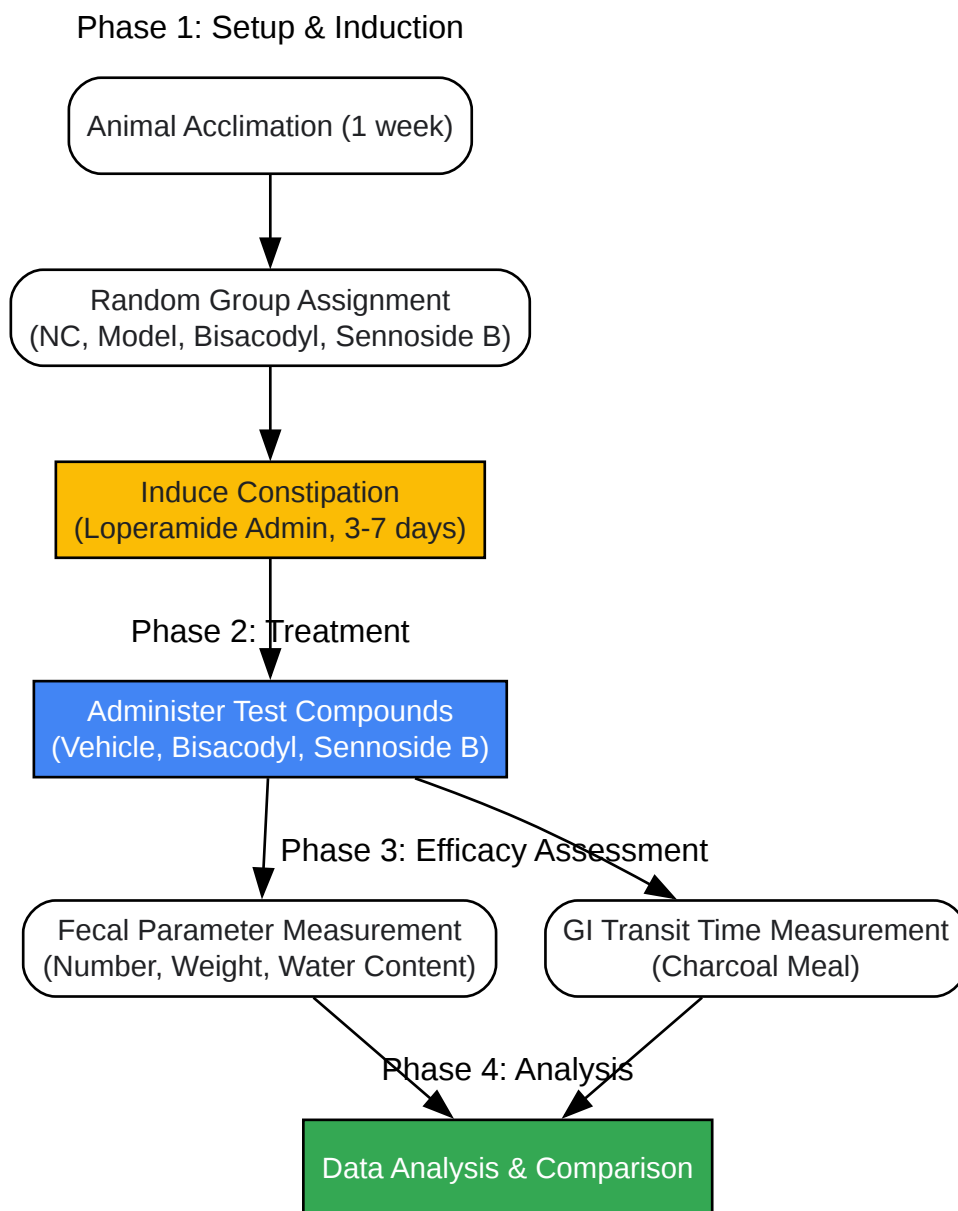 Phase 1: Setup & Induction
Animal Acclimation (1 week)
Random Group Assignment
(NC, Model, Bisacodyl, Sennoside B)
Induce Constipation
(Loperamide Admin, 3-7 days)
Phase 2: Treatment
Administer Test Compounds
(Vehicle, Bisacodyl, Sennoside B)
Phase 3: Efficacy Assessment
Fecal Parameter Measurement
(Number, Weight, Water Content)
GI Transit Time Measurement
(Charcoal Meal)
Phase 4: Analysis
Data Analysis & Comparison